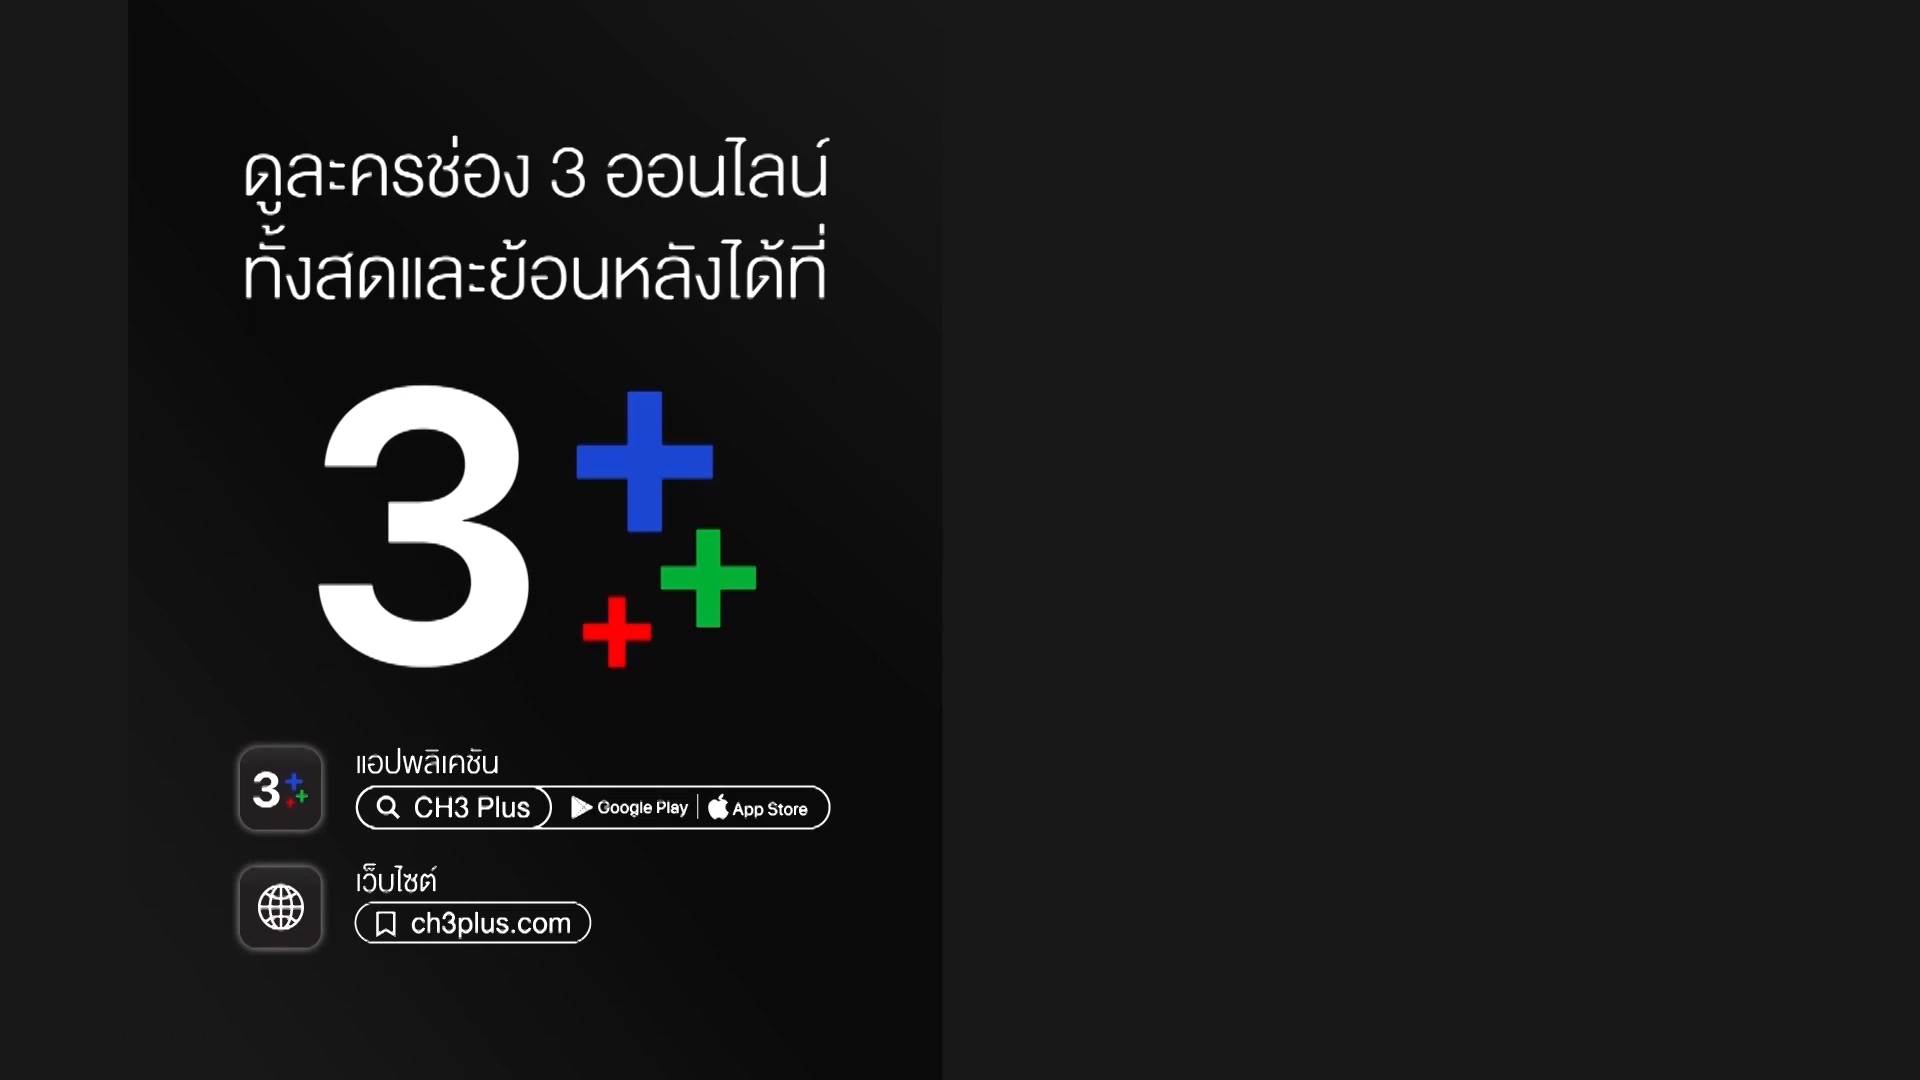 ดูละครช่อง 3 ออนไลน์
ทั้งสดและย้อนหลังได้ที่
3+++
3+++
แอปพลิเคชัน
CH3 Plus Google Play | App Store
เว็บไซต์
ch3plus.com